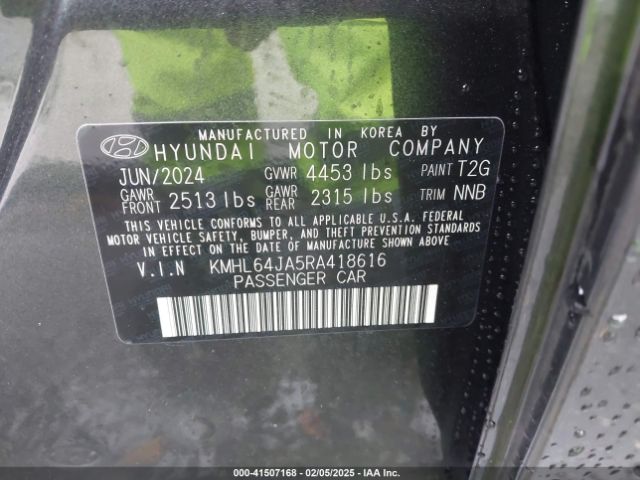 MANUFACTURED IN KOREA BY
HYUNDAI MOTOR COMPANY
JUN/2024 GVWR 4453 lbs PAINT T2G
GAWR FRONT 2513 lbs GAWR REAR 2315 lbs TRIM NNB
THIS VEHICLE CONFORMS TO ALL APPLICABLE U.S.A. FEDERAL
MOTOR VEHICLE SAFETY, BUMPER, AND THEFT PREVENTION STANDARDS
IN EFFECT ON THE DATE OF MANUFACTURE SHOWN ABOVE.
V.I.N KMHL64JA5RA418616
PASSENGER CAR
000-41507168 - 02/05/2025 - IAA Inc.